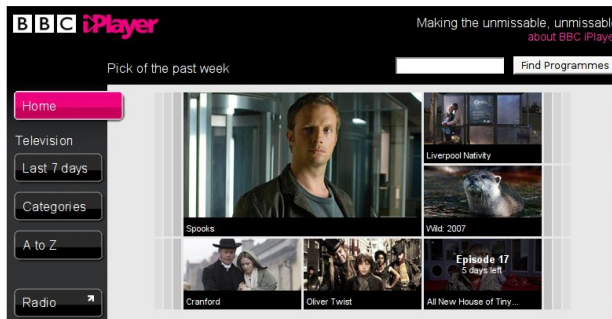 BBC iPlayer
Making the unmissable, unmissable
about BBC iPlayer
Pick of the past week
Find Programmes
Home
Television
Last 7 days
Categories
A to Z
Radio
Spooks
Liverpool Nativity
Wild: 2007
Cranford
Oliver Twist
Episode 17
5 days left
All New House of Tiny...